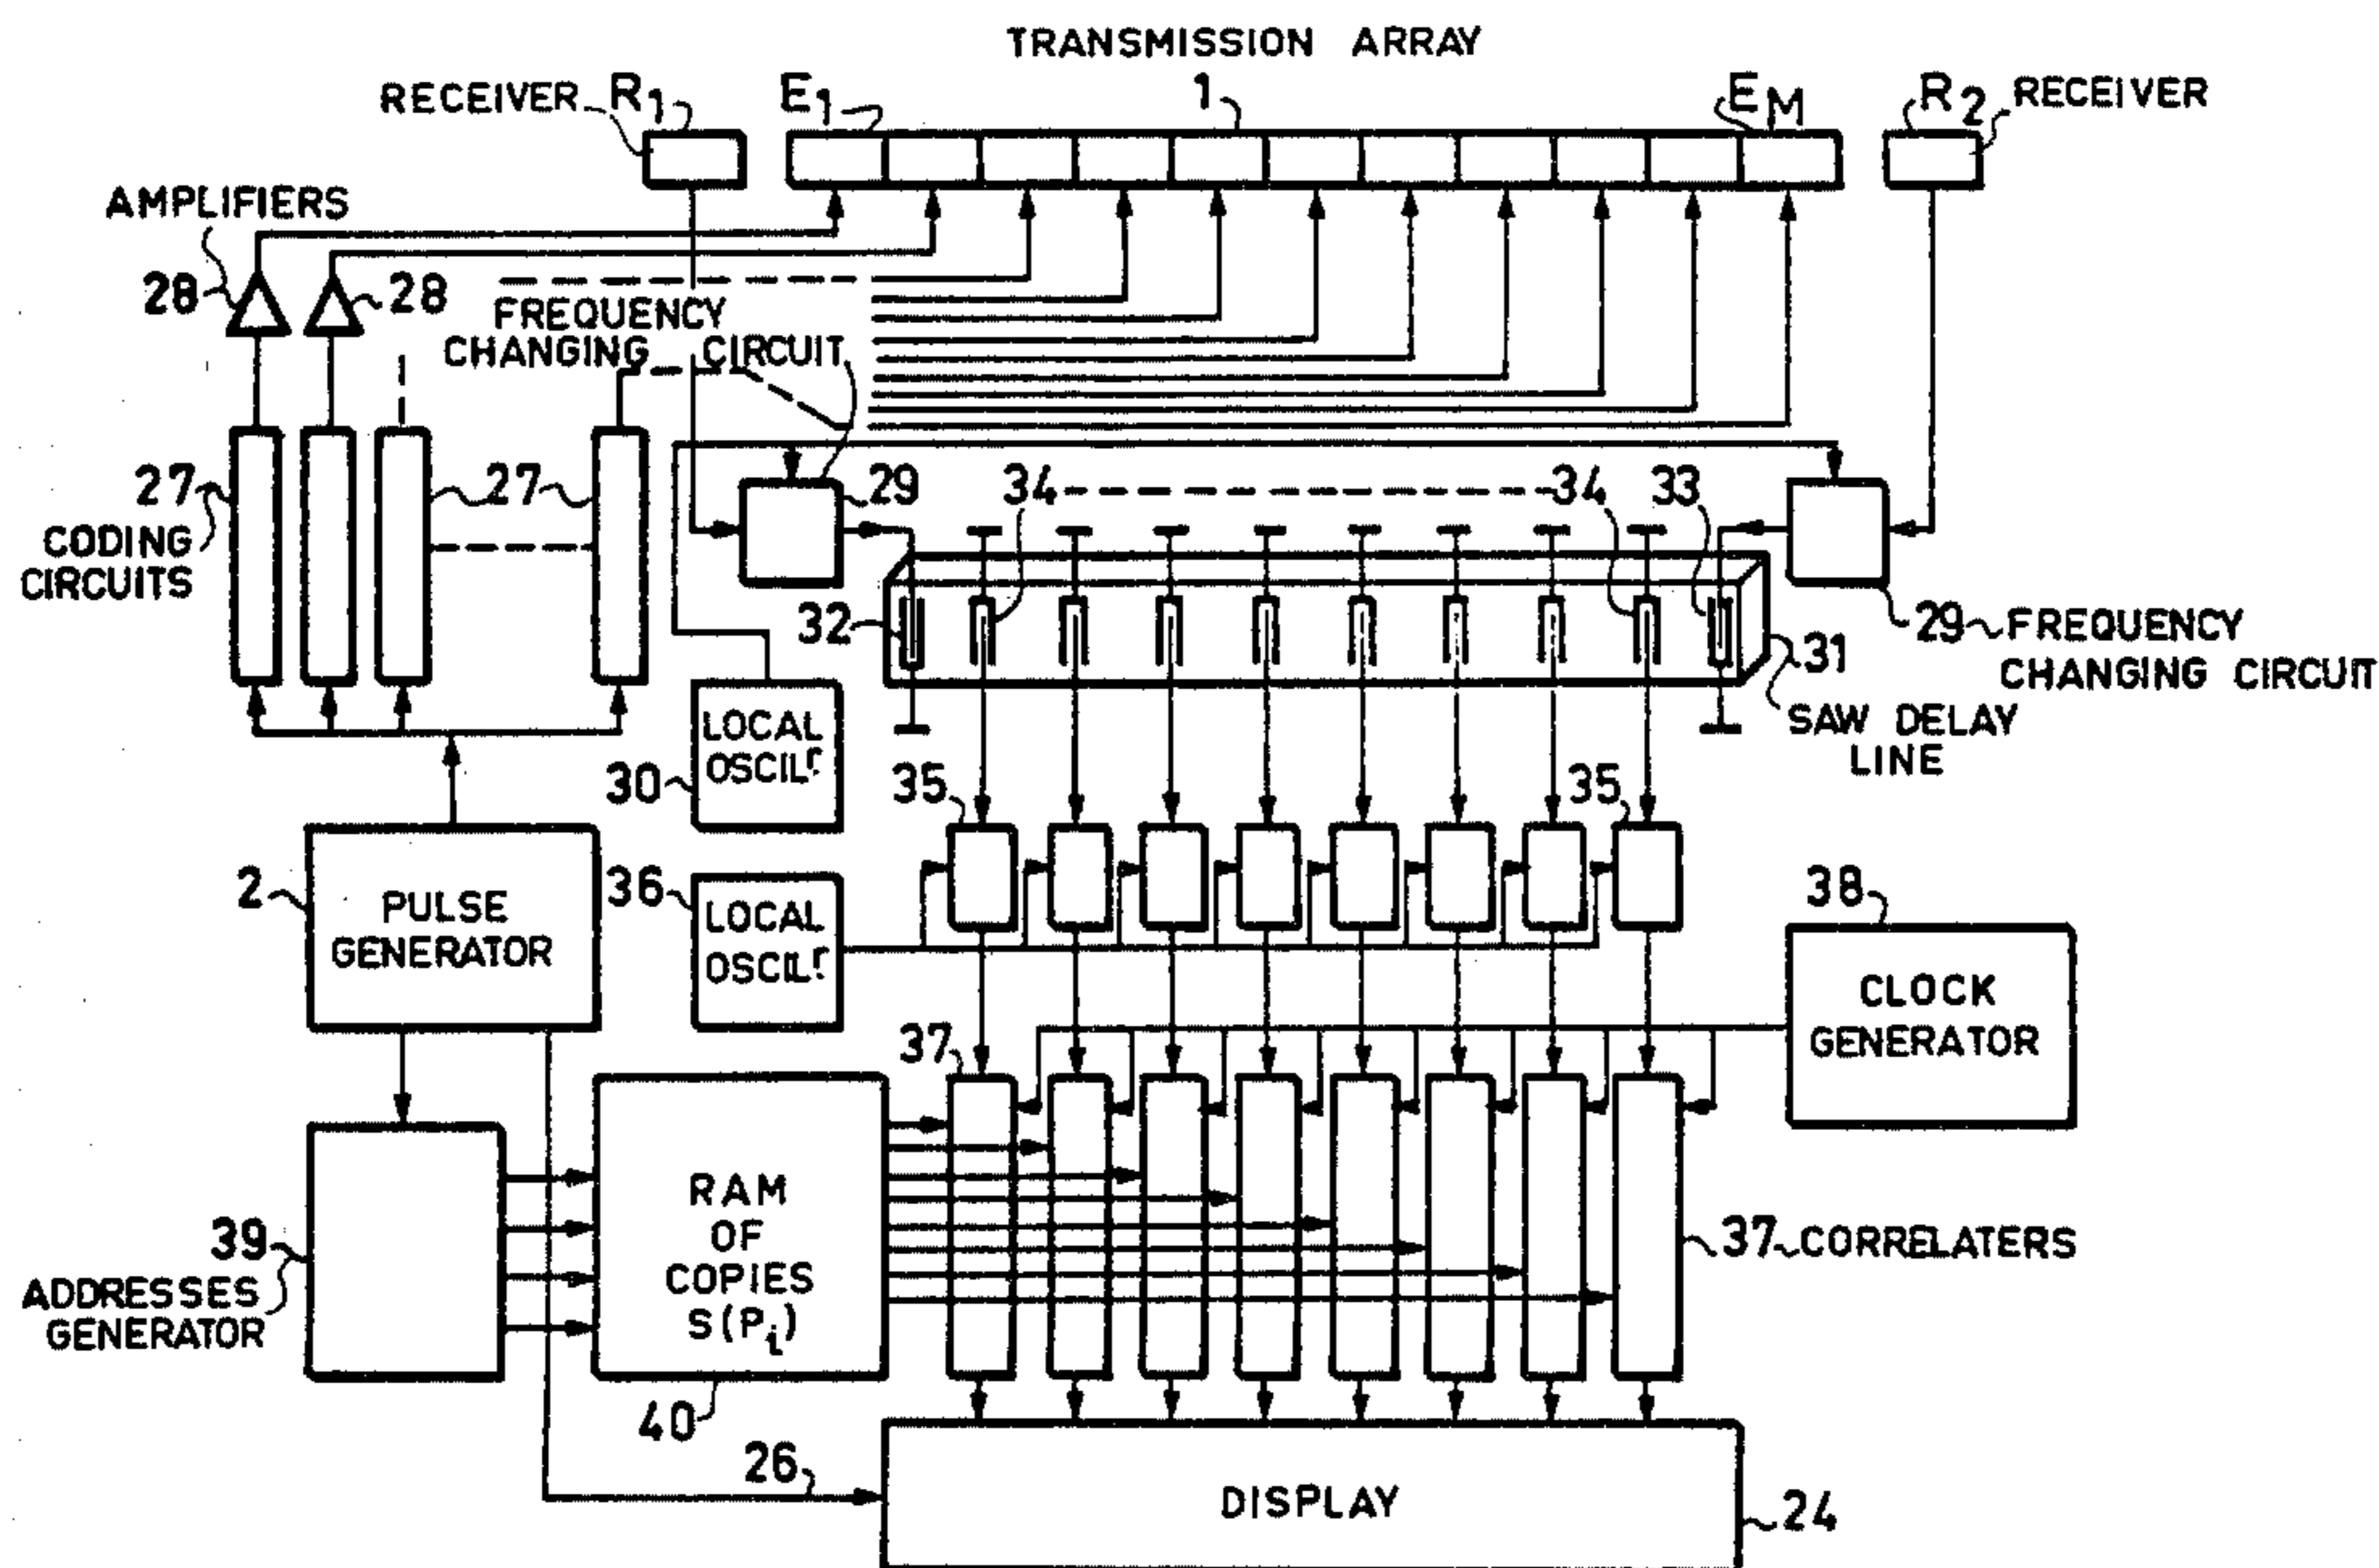 TRANSMISSION ARRAY
RECEIVER R1 E1 1 EM R2 RECEIVER
AMPLIFIERS
28 28
FREQUENCY
CHANGING CIRCUIT
27 27 29 34 34 33
CODING
CIRCUITS
32
29 FREQUENCY
CHANGING CIRCUIT
31
SAW DELAY
LINE
LOCAL
OSCILr
30
35 35
2
PULSE
GENERATOR
36
LOCAL
OSCILr
38
CLOCK
GENERATOR
37
39
ADDRESSES
GENERATOR
RAM
OF
COPIES
S(Pi)
37 CORRELATERS
40
26
DISPLAY
24